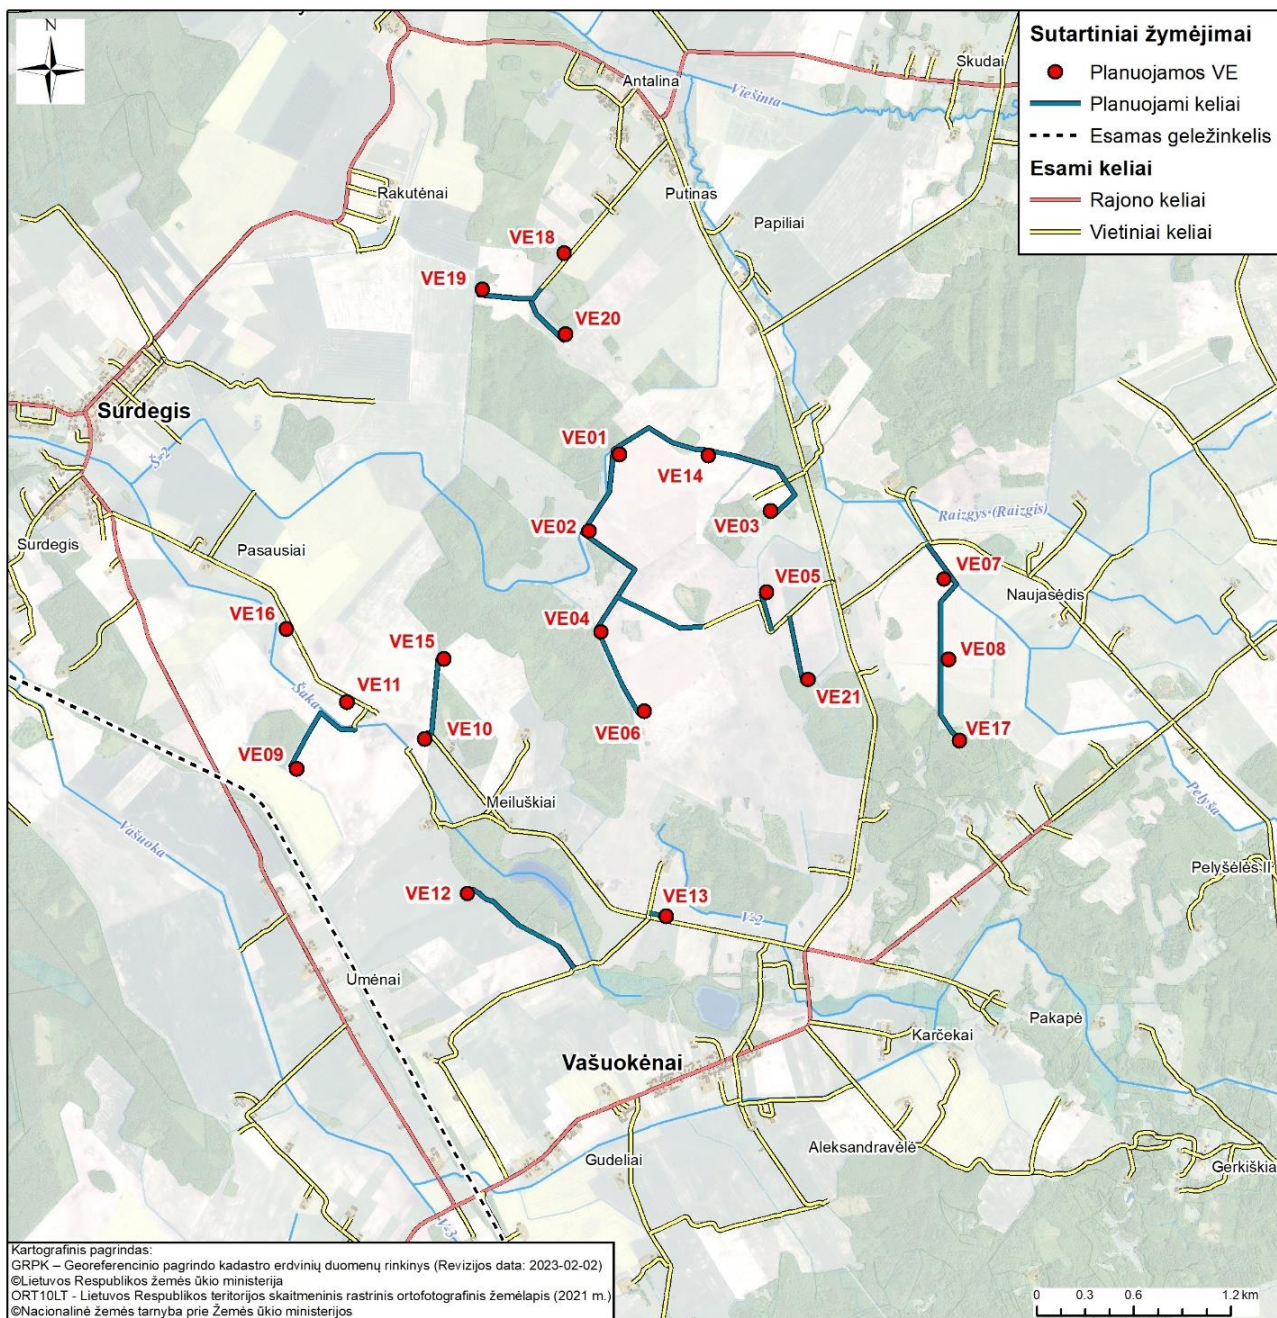 N
Sutartiniai žymėjimai
Planuojamos VE
Planuojami keliai
Esamas geležinkelis
Esami keliai
Rajono keliai
Vietiniai keliai
Skudai
Antalina
Viešinta
Rakutėnai
Putinas
Papiliai
VE18
VE19
VE20
Surdegis
Š-2
VE01
VE14
VE03
VE02
Raizgys (Raizgis)
Surdegis
Pasausiai
VE05
VE07
Naujasėdis
VE16
VE04
VE15
VE08
VE21
Šaka
VE11
VE06
VE10
VE17
VE09
Meiluškiai
Pelyša
Vašuoka
Pelyšėlės II
VE12
VE13
V-2
Umėnai
Pakapė
Karčekai
Vašuokėnai
Aleksandravėlė
Gudeliai
Gerkiškia
V-3
Kartografinis pagrindas:
GRPK – Georeferencinio pagrindo kadastro erdvinių duomenų rinkinys (Revizijos data: 2023-02-02)
©Lietuvos Respublikos žemės ūkio ministerija
ORT10LT - Lietuvos Respublikos teritorijos skaitmeninis rastrinis ortofotografinis žemėlapis (2021 m.)
©Nacionalinė žemės tarnyba prie Žemės ūkio ministerijos
0 0.3 0.6 1.2 km